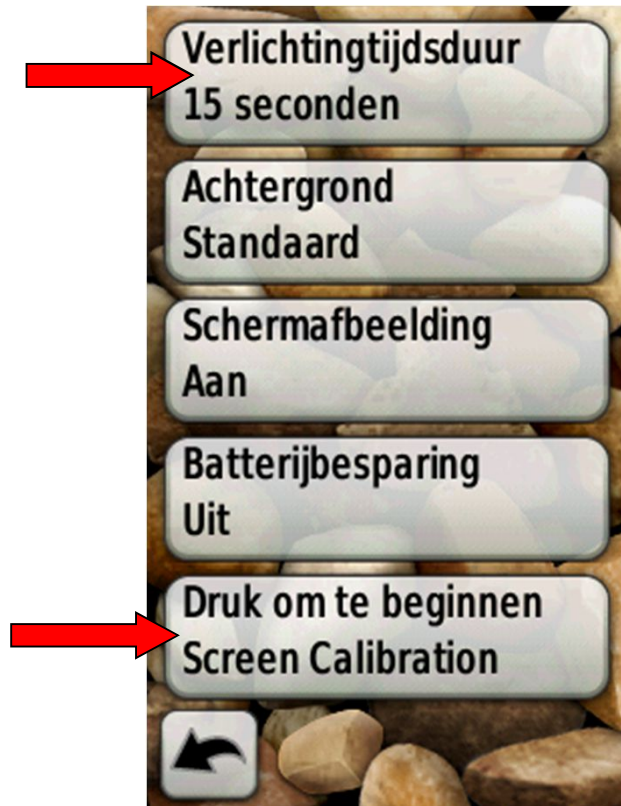 Verlichtingtijdsduur
15 seconden
Achtergrond
Standaard
Schermafbeelding
Aan
Batterijbesparing
Uit
Druk om te beginnen
Screen Calibration